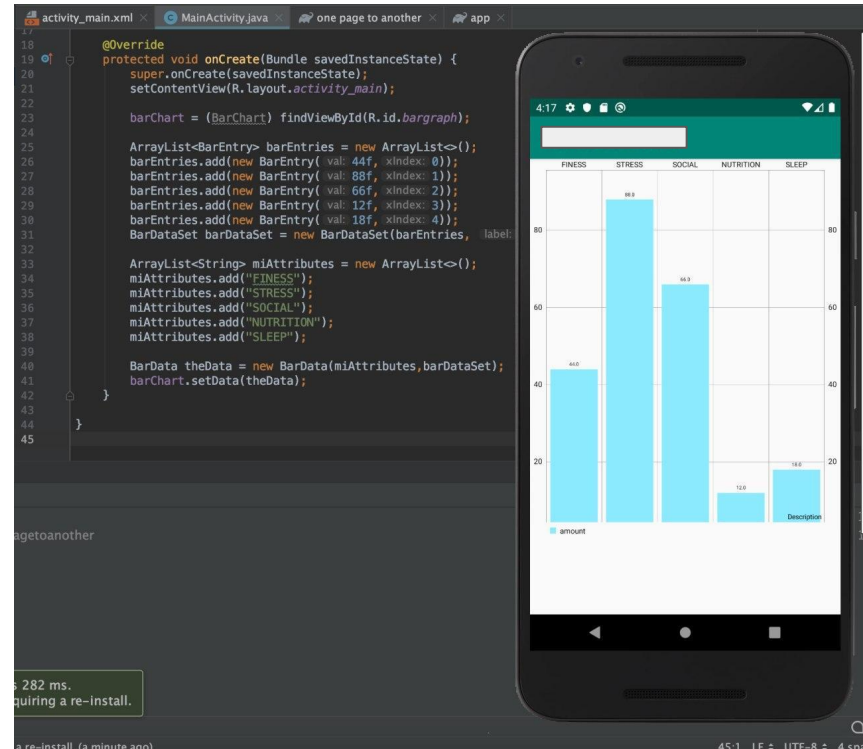 activity_main.xml MainActivity.java one page to another app
17
18 @Override
19 protected void onCreate(Bundle savedInstanceState) {
20 super.onCreate(savedInstanceState);
21 setContentView(R.layout.activity_main);
22
23 barChart = (BarChart) findViewById(R.id.bargraph);
24
25 ArrayList<BarEntry> barEntries = new ArrayList<>();
26 barEntries.add(new BarEntry( val: 44f, xIndex: 0));
27 barEntries.add(new BarEntry( val: 88f, xIndex: 1));
28 barEntries.add(new BarEntry( val: 66f, xIndex: 2));
29 barEntries.add(new BarEntry( val: 12f, xIndex: 3));
30 barEntries.add(new BarEntry( val: 18f, xIndex: 4));
31 BarDataSet barDataSet = new BarDataSet(barEntries, label:
32
33 ArrayList<String> miAttributes = new ArrayList<>();
34 miAttributes.add("FINESS");
35 miAttributes.add("STRESS");
36 miAttributes.add("SOCIAL");
37 miAttributes.add("NUTRITION");
38 miAttributes.add("SLEEP");
39
40 BarData theData = new BarData(miAttributes,barDataSet);
41 barChart.setData(theData);
42 }
43
44 }
45
agetoanother
s 282 ms.
quiring a re-install.
a re-install. (a minute ago)
45:1 LF UTF-8 4 spa
4:17
FINESS STRESS SOCIAL NUTRITION SLEEP
88.0
80 80
66.0
60 60
44.0
40 40
20 20
18.0
12.0
Description
amount